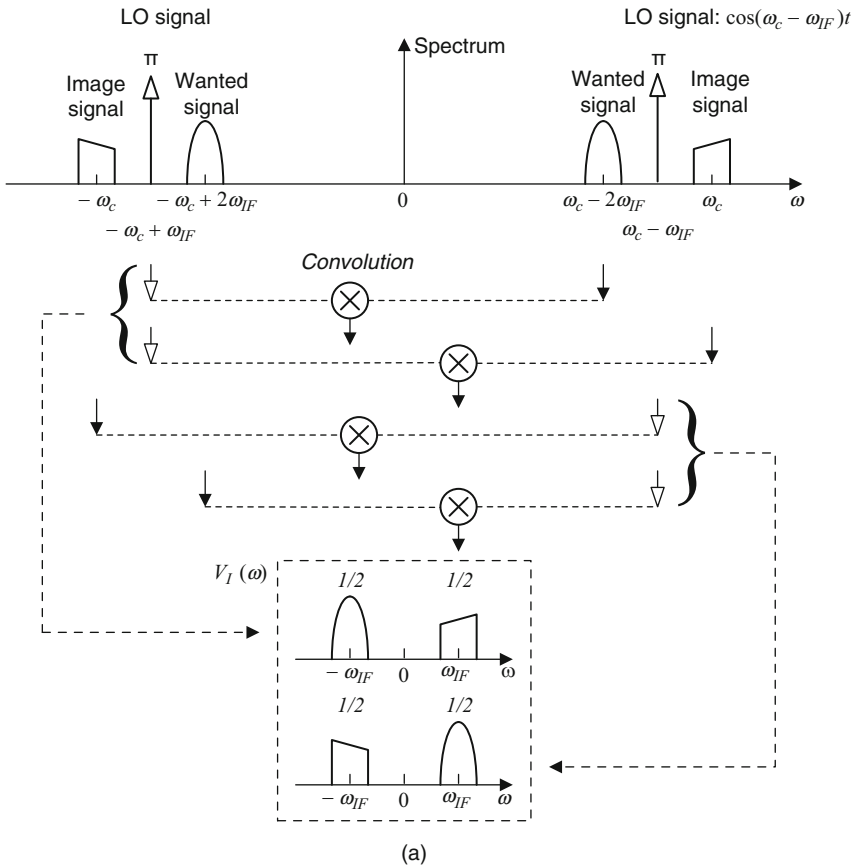 LO signal
LO signal: cos(ω_c − ω_IF)t
π
Spectrum
π
Image signal
Wanted signal
Wanted signal
Image signal
− ω_c
− ω_c + 2ω_IF
0
ω_c − 2ω_IF
ω_c
ω
− ω_c + ω_IF
ω_c − ω_IF
Convolution
V_I (ω)
1/2
1/2
− ω_IF
0
ω_IF
ω
1/2
1/2
− ω_IF
0
ω_IF
ω
(a)